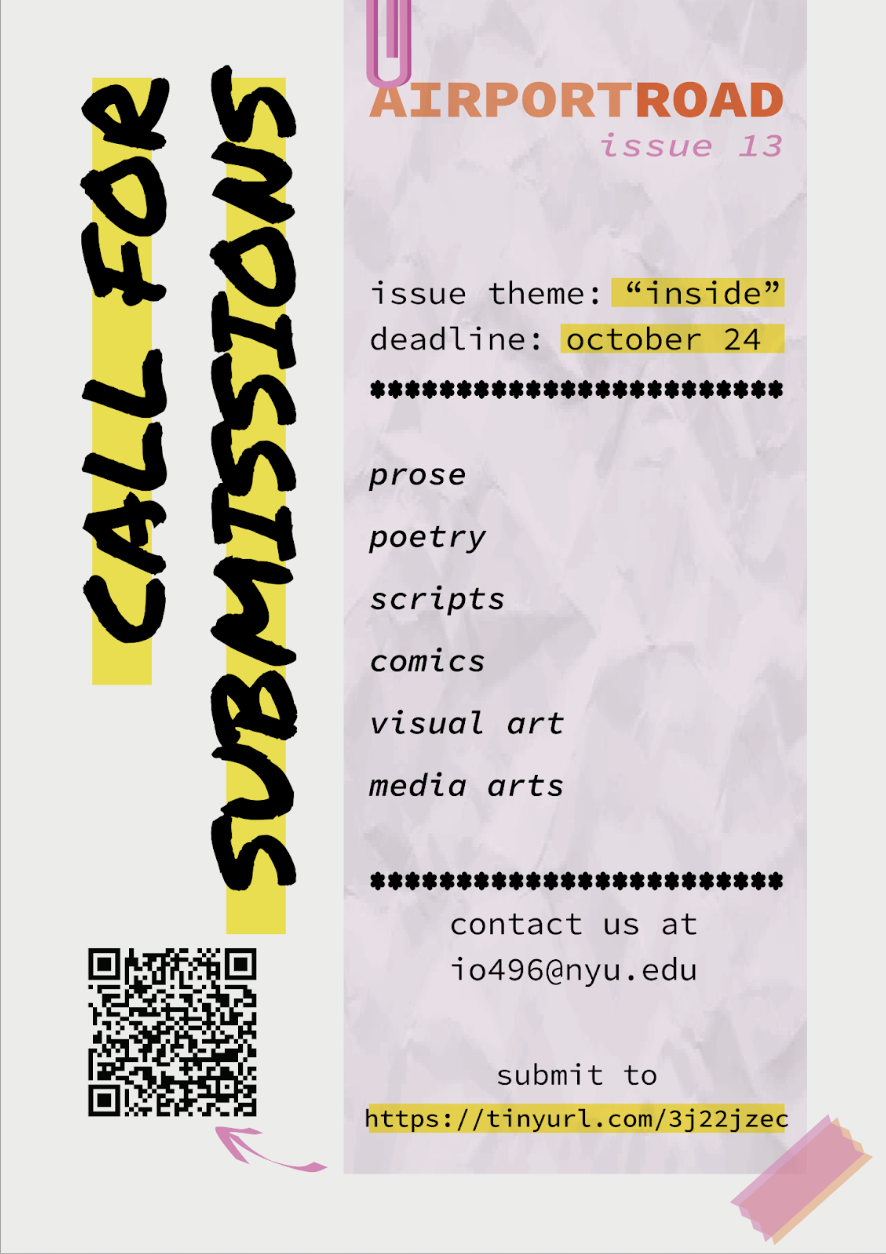 CALL FOR
SUBMISSIONS
AIRPORTROAD
issue 13
issue theme: “inside”
deadline: october 24
************************
prose
poetry
scripts
comics
visual art
media arts
************************
contact us at
io496@nyu.edu
submit to
https://tinyurl.com/3j22jzec